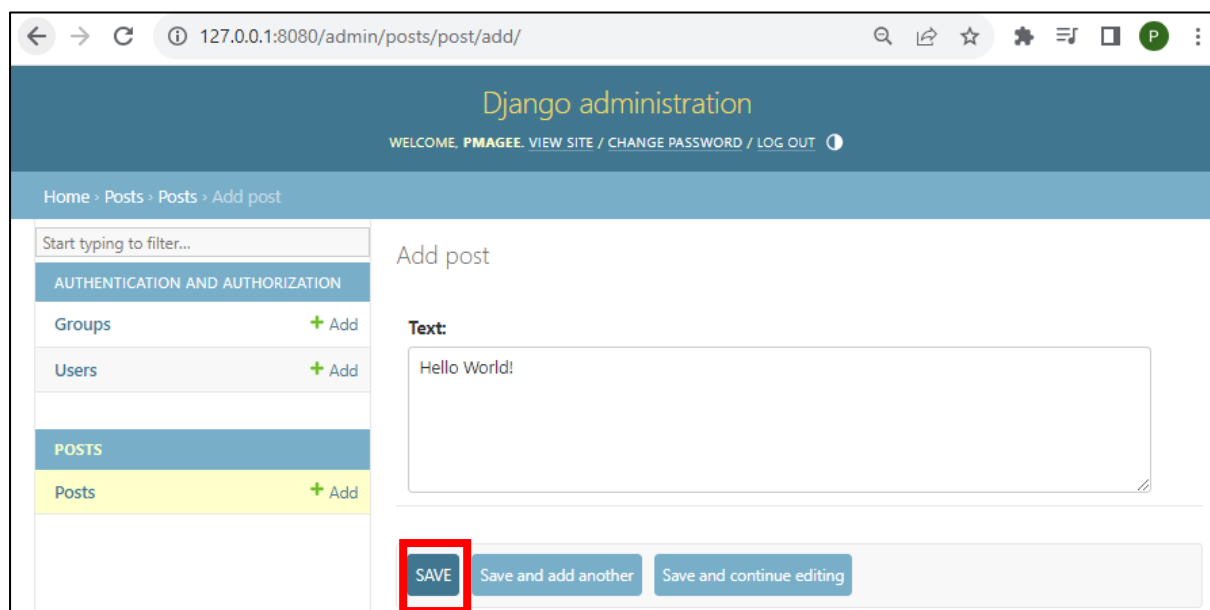 127.0.0.1:8080/admin/posts/post/add/
P
Django administration
WELCOME, PMAGEE. VIEW SITE / CHANGE PASSWORD / LOG OUT
Home › Posts › Posts › Add post
Start typing to filter...
AUTHENTICATION AND AUTHORIZATION
Groups + Add
Users + Add
POSTS
Posts + Add
Add post
Text:
Hello World!
SAVE Save and add another Save and continue editing